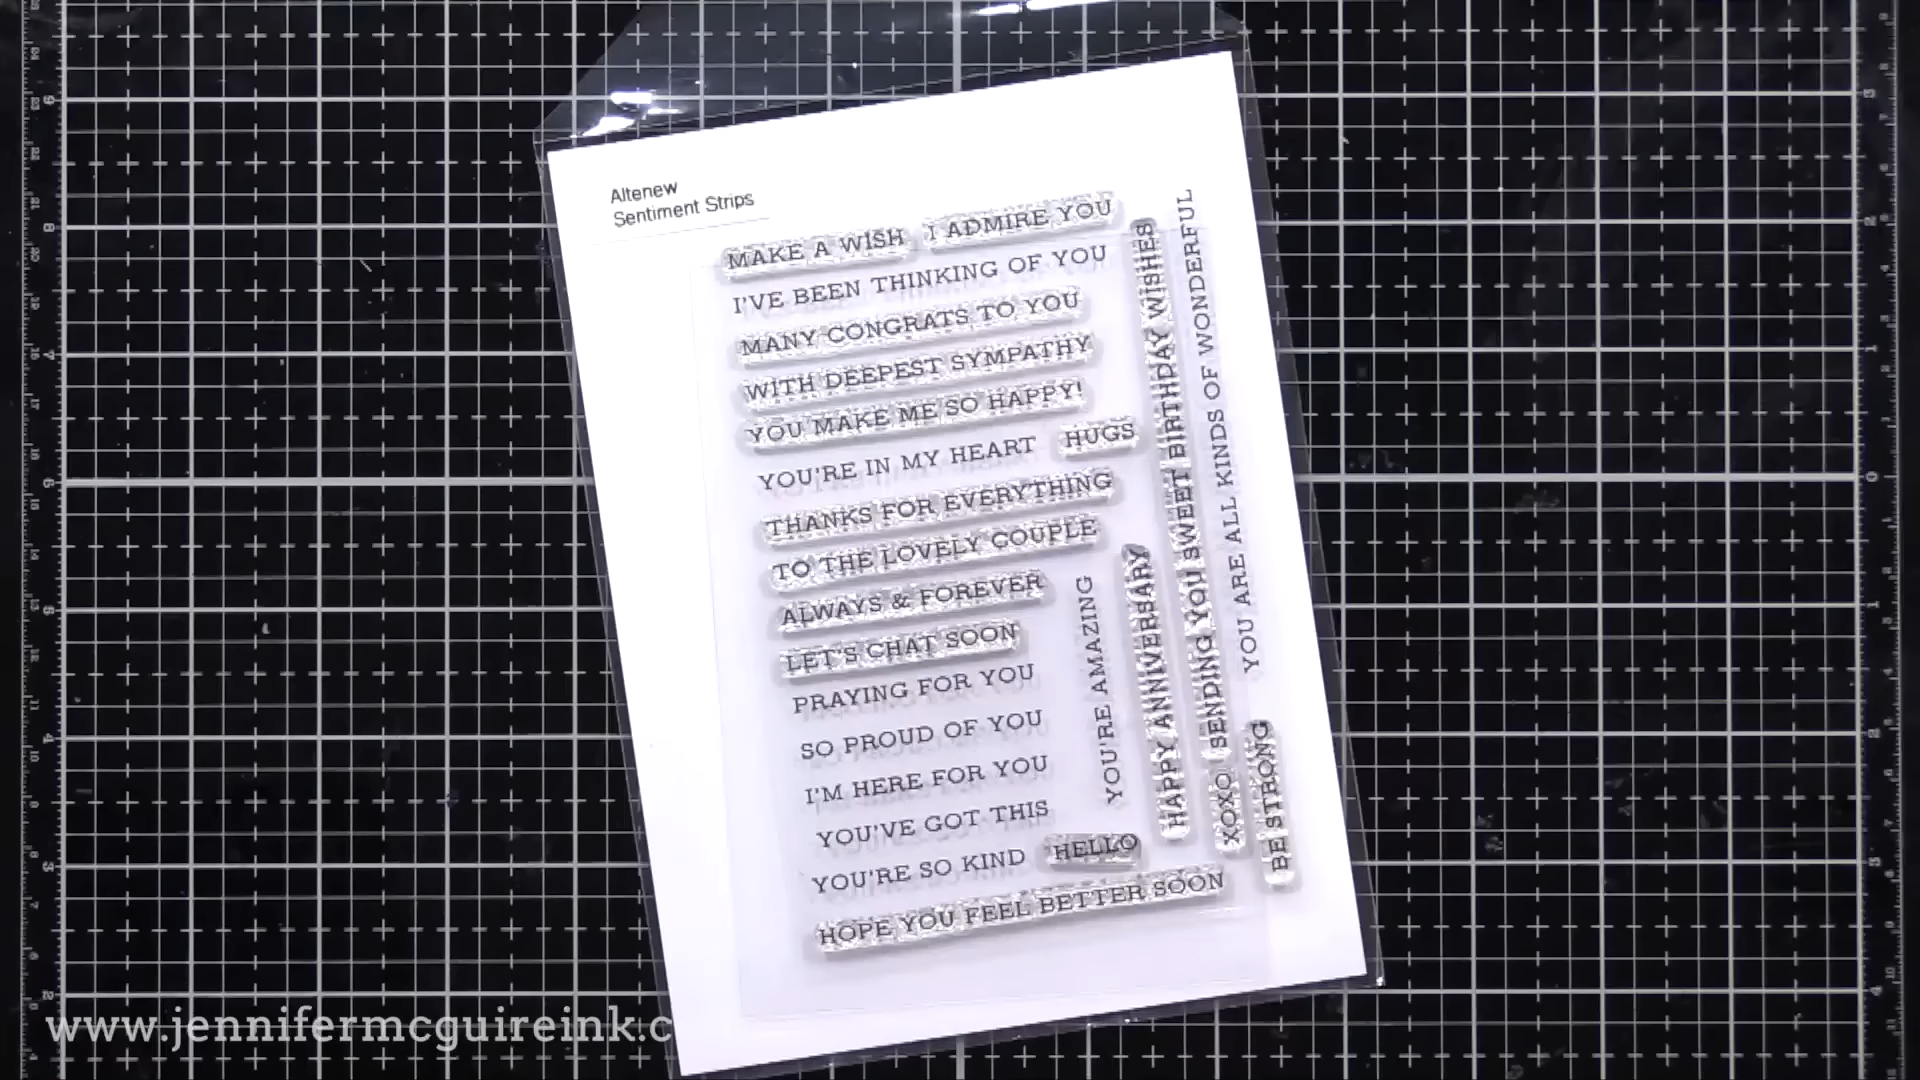 Altenew
Sentiment Strips
MAKE A WISH
I ADMIRE YOU
I'VE BEEN THINKING OF YOU
MANY CONGRATS TO YOU
WITH DEEPEST SYMPATHY
YOU MAKE ME SO HAPPY!
YOU'RE IN MY HEART
HUGS
THANKS FOR EVERYTHING
TO THE LOVELY COUPLE
ALWAYS & FOREVER
LET'S CHAT SOON
PRAYING FOR YOU
SO PROUD OF YOU
I'M HERE FOR YOU
YOU'VE GOT THIS
YOU'RE SO KIND
HELLO
HOPE YOU FEEL BETTER SOON
YOU'RE AMAZING
HAPPY ANNIVERSARY
SENDING YOU SWEET BIRTHDAY WISHES
XOXO
YOU ARE ALL KINDS OF WONDERFUL
BE STRONG
www.jennifermcguireink.c